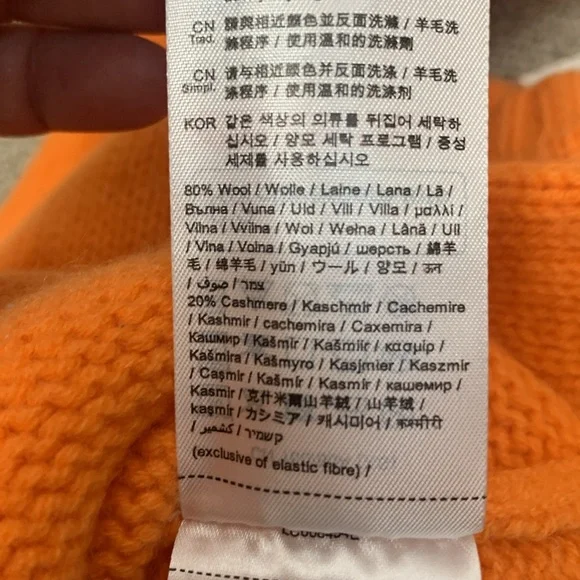 CN 請與相近顏色並反面洗滌 / 羊毛洗
Trad. 滌程序 / 使用溫和的洗滌劑
CN 请与相近颜色并反面洗涤 / 羊毛洗
Simpl. 涤程序 / 使用温和的洗涤剂
KOR 같은 색상의 의류를 뒤집어 세탁하
십시오 / 양모 세탁 프로그램 / 중성
세제를 사용하십시오
80% Wool / Wolle / Laine / Lana / Lã /
Вълна / Vuna / Uld / Vill / Villa / μαλλί /
Vilna / Wol / Wełna / Lână / Ull
/ Vlna / Volna / Gyapjú / шерсть / 綿羊
毛 / 绵羊毛 / yün / ウール / 양모 / ऊन
/ صوف / צמר /
20% Cashmere / Kaschmir / Cachemire
/ Kashmir / cachemira / Caxemira /
Кашмир / Kašmir / Kašmiir / κασμίρ /
Kašmira / Kašmyro / Kasjmier / Kaszmir
/ Caşmir / Kašmír / Kasmír / кашемир /
Kasmir / 克什米爾山羊絨 / 山羊绒 /
kaşmir / カシミア / 캐시미어 / कश्मीरी
/ کشمیر / קשמיר
(exclusive of elastic fibre) /